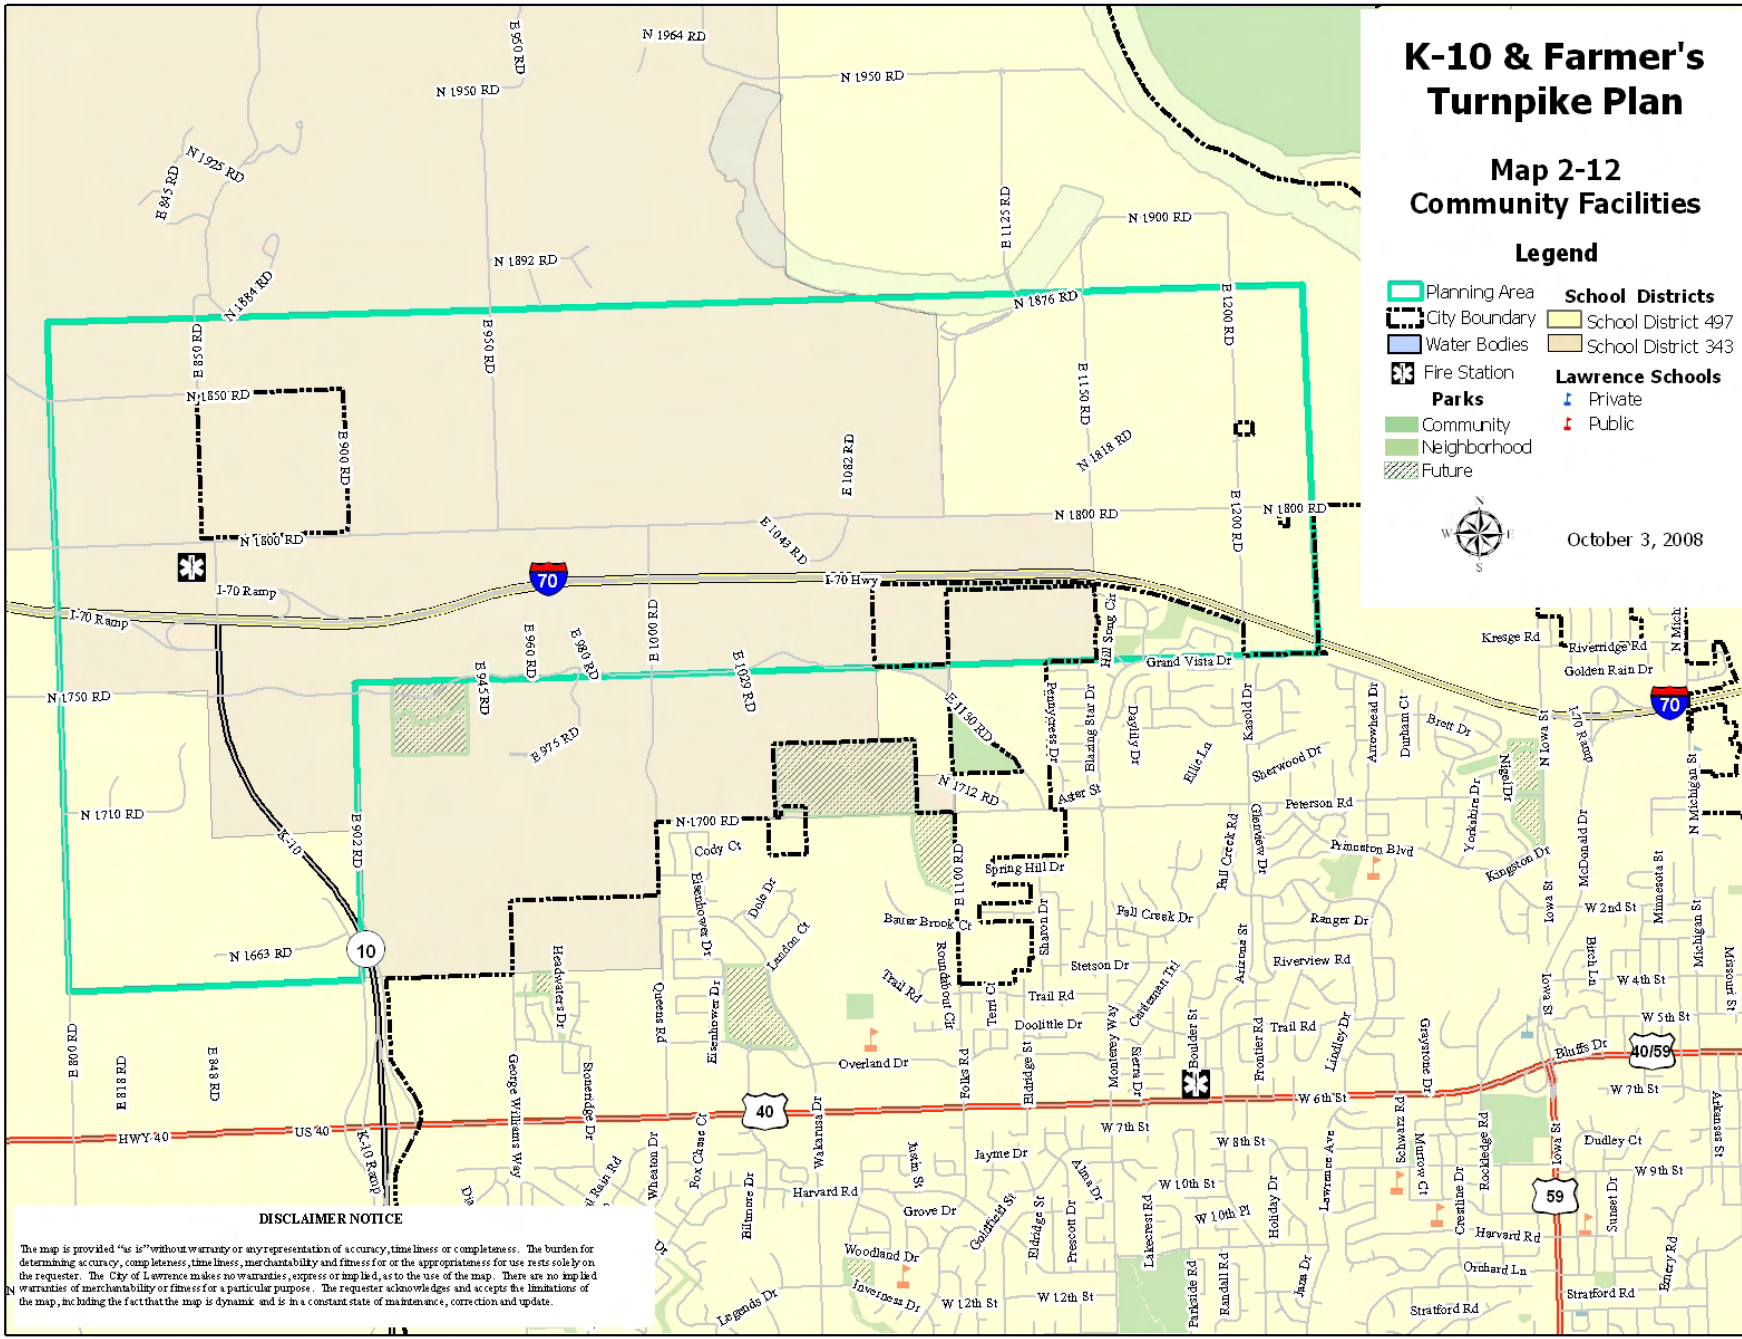 K-10 & Farmer's
Turnpike Plan
Map 2-12
Community Facilities
Legend
Planning Area
City Boundary
Water Bodies
Fire Station
Parks
Community
Neighborhood
Future
School Districts
School District 497
School District 343
Lawrence Schools
Private
Public
N
W
E
S
October 3, 2008
E 950 RD
N 1964 RD
N 1950 RD
N 1950 RD
N 1925 RD
E 845 RD
E 1125 RD
N 1900 RD
N 1892 RD
N 1884 RD
N 1876 RD
E 1200 RD
E 850 RD
E 950 RD
N 1850 RD
E 900 RD
E 1150 RD
N 1818 RD
E 1082 RD
E 1200 RD
N 1800 RD
N 1800 RD
N 1800 RD
E 1043 RD
70
I-70 Hwy
I-70 Ramp
I-70 Ramp
E 960 RD
E 980 RD
E 1000 RD
E 1029 RD
E 945 RD
N 1750 RD
E 975 RD
E 1130 RD
Hill Song Cir
Grand Vista Dr
Kresge Rd
Riverridge Rd
Golden Rain Dr
N Mich
70
I-70 Ramp
N Iowa St
Pennycress Dr
Blazing Star Dr
Daylily Dr
Ellie Ln
Kasold Dr
Sherwood Dr
Arrowhead Dr
Durham Ct
Brett Dr
Nigel Dr
N Michigan St
N 1710 RD
E 902 RD
K-10
N 1712 RD
Aster St
Peterson Rd
Yorkshire Dr
McDonald Dr
N 1700 RD
Cody Ct
Eisenhower Dr
Dole Dr
Landon Ct
E 1100 RD
Spring Hill Dr
Fall Creek Rd
Glenview Dr
Princeton Blvd
Kingston Dr
Minnesota St
N 1663 RD
10
Bauer Brook Ct
Sharon Dr
Fall Creek Dr
Arizona St
Ranger Dr
Iowa St
W 2nd St
Michigan St
Missouri St
Headwaters Dr
Queens Rd
Eisenhower Dr
Trail Rd
Roundabout Cir
Terri Ct
Stetson Dr
Trail Rd
Riverview Rd
Birch Ln
W 4th St
Iowa St
W 5th St
Doolittle Dr
Monterey Way
Boulder St
Frontier Rd
Trail Rd
Lindley Dr
Graystone Dr
Bluffs Dr
40/59
E 800 RD
E 818 RD
E 848 RD
George Williams Way
Stoneridge Dr
Overland Dr
Folks Rd
Eldridge St
Sierra Dr
W 6th St
W 7th St
Arkansas St
HWY 40
US 40
40
K-10 Ramp
Wheaton Dr
Fox Chase Ct
Wakarusa Dr
Biltmore Dr
Harvard Rd
Justin St
Jayme Dr
Grove Dr
Goldfield St
Eldridge St
Prescott Dr
Alma Dr
W 7th St
W 8th St
W 10th St
W 10th Pl
Lakecrest Rd
Holiday Dr
Lawrence Ave
Schwarz Rd
Murrow Ct
Crestline Dr
Rockledge Rd
Iowa St
Dudley Ct
W 9th St
59
Sunset Dr
Harvard Rd
Orchard Ln
Emery Rd
Stratford Rd
Stratford Rd
Woodland Dr
Inverness Dr
Legends Dr
W 12th St
W 12th St
Parkside Rd
Randall Rd
Jana Dr
Dr
DISCLAIMER NOTICE
The map is provided "as is" without warranty or any representation of accuracy, timeliness or completeness. The burden for
determining accuracy, completeness, timeliness, merchantability and fitness for or the appropriateness for use rests solely on
the requester. The City of Lawrence makes no warranties, express or implied, as to the use of the map. There are no implied
warranties of merchantability or fitness for a particular purpose. The requester acknowledges and accepts the limitations of
the map, including the fact that the map is dynamic and is in a constant state of maintenance, correction and update.